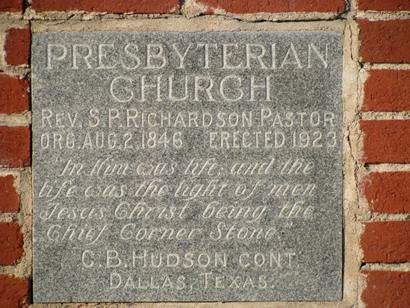 PRESBYTERIAN
CHURCH
REV. S.P. RICHARDSON PASTOR
ORG. AUG. 2, 1846 ERECTED 1923
"In Him was life, and the
life was the light of men"
Jesus Christ being the
Chief Corner Stone.
C.B. HUDSON CONT.
DALLAS, TEXAS.